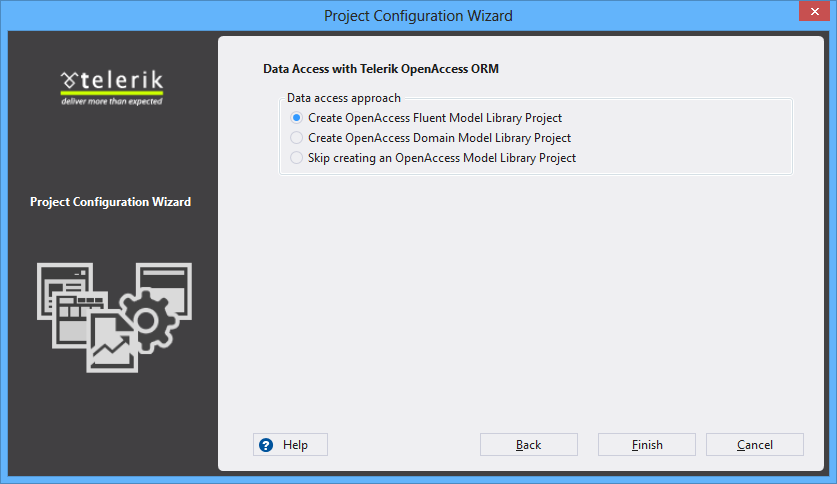 Project Configuration Wizard
telerik
deliver more than expected
Project Configuration Wizard
Data Access with Telerik OpenAccess ORM
Data access approach
Create OpenAccess Fluent Model Library Project
Create OpenAccess Domain Model Library Project
Skip creating an OpenAccess Model Library Project
Help
Back
Finish
Cancel